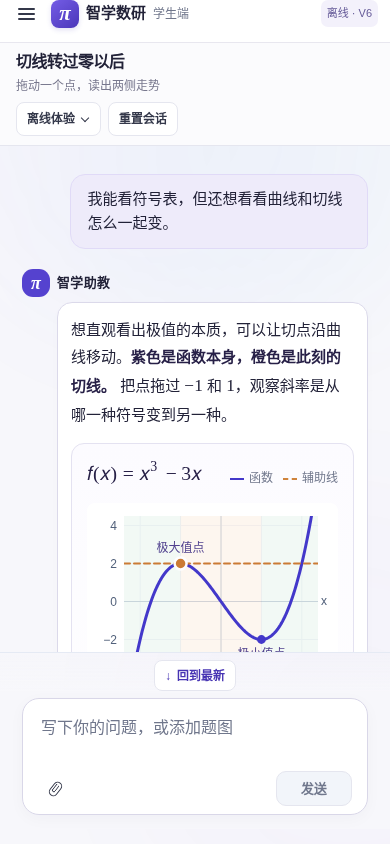 π 智学数研 学生端 离线 · V6
切线转过零以后
拖动一个点，读出两侧走势
离线体验 重置会话
我能看符号表，但还想看看曲线和切线
怎么一起变。
π 智学助教
想直观看出极值的本质，可以让切点沿曲
线移动。紫色是函数本身，橙色是此刻的
切线。 把点拖过 −1 和 1，观察斜率是从
哪一种符号变到另一种。
f(x) = x³ − 3x 函数 辅助线
4
极大值点
2
0 x
−2
极小值点
↓ 回到最新
写下你的问题，或添加题图
发送